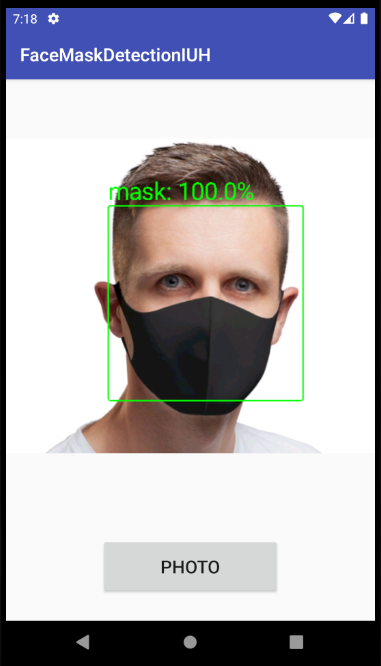 7:18
FaceMaskDetectionIUH
mask: 100.0%
PHOTO